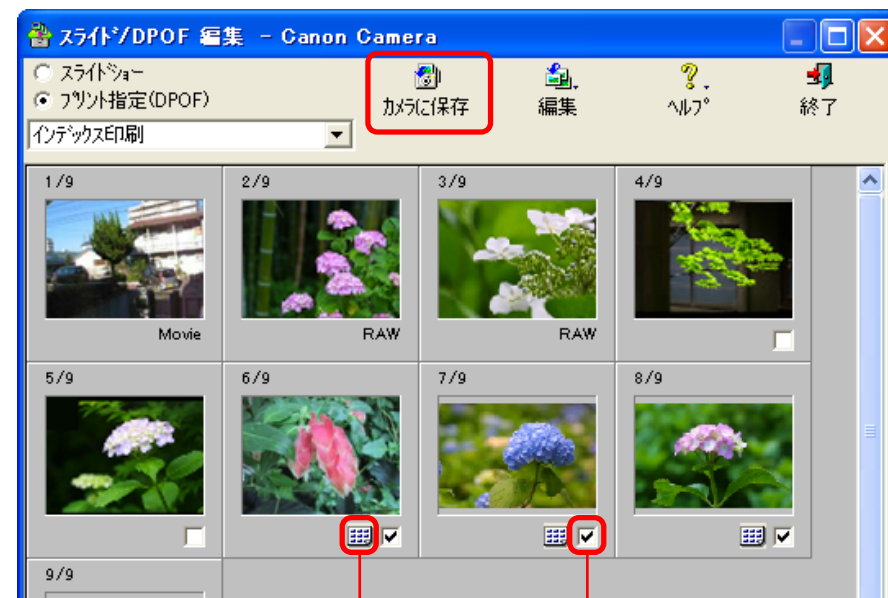 スライド/DPOF 編集 - Canon Camera
スライドショー
プリント指定(DPOF)
インデックス印刷
カメラに保存
編集
ヘルプ
終了
1/9
2/9
3/9
4/9
Movie
RAW
RAW
5/9
6/9
7/9
8/9
9/9